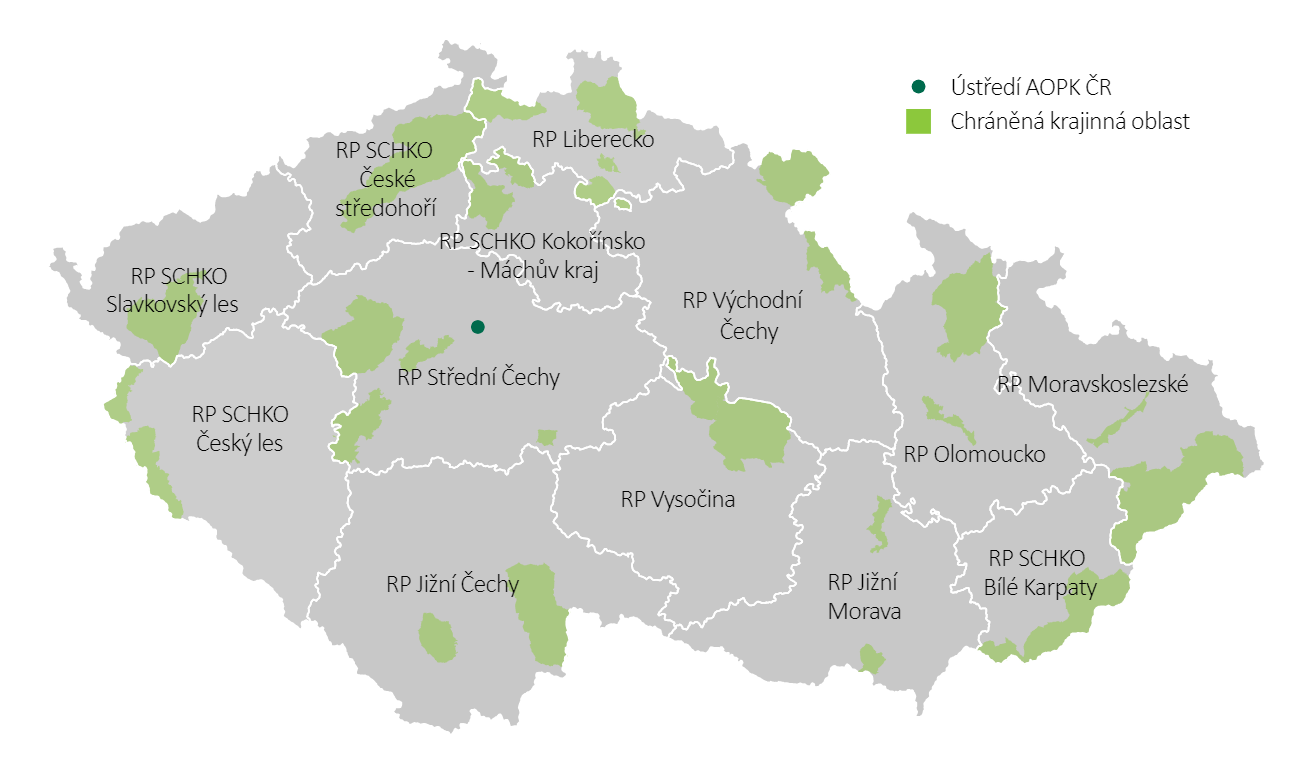 Ústředí AOPK ČR
Chráněná krajinná oblast
RP Liberecko
RP SCHKO
České
středohoří
RP SCHKO Kokořínsko
- Máchův kraj
RP SCHKO
Slavkovský les
RP Východní
Čechy
RP Střední Čechy
RP Moravskoslezské
RP SCHKO
Český les
RP Olomoucko
RP Vysočina
RP SCHKO
Bílé Karpaty
RP Jižní Čechy
RP Jižní
Morava